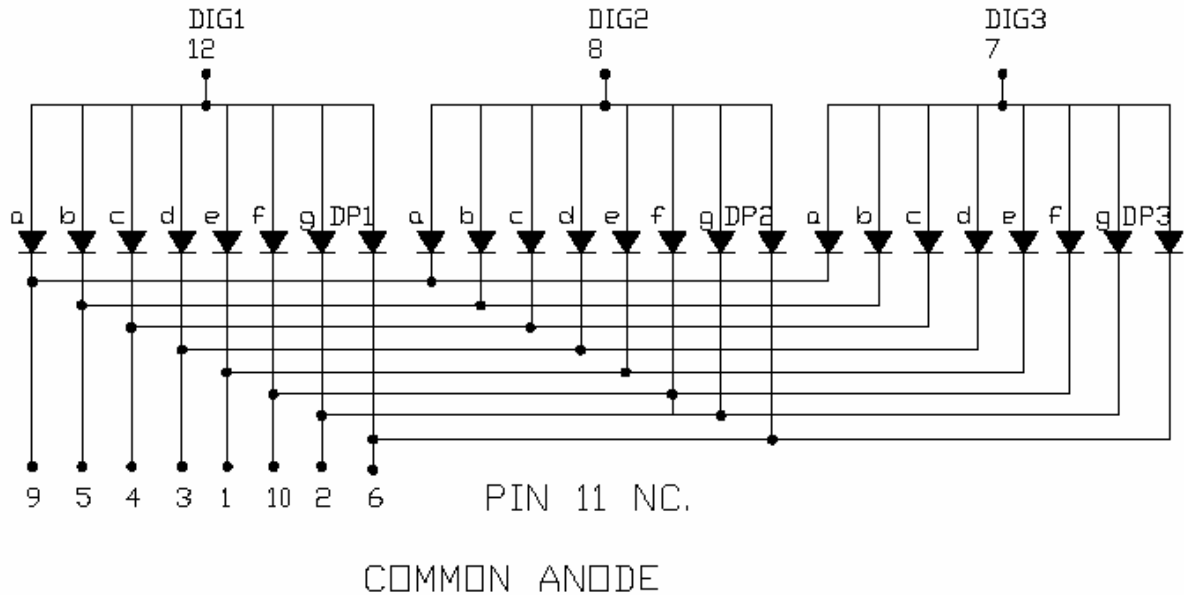 DIG1 DIG2 DIG3
12 8 7
a b c d e f g DP1 a b c d e f g DP2 a b c d e f g DP3
9 5 4 3 1 10 2 6 PIN 11 NC.
COMMON ANODE